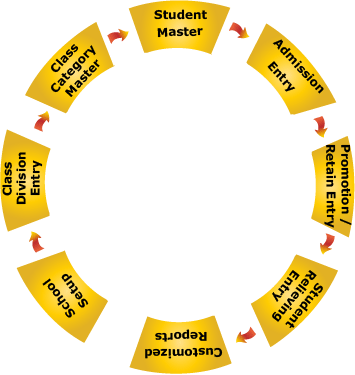 Student
Master
Admission
Entry
Promotion /
Retain Entry
Student
Relieving
Entry
Customized
Reports
School
Setup
Class
Division
Entry
Class
Category
Master